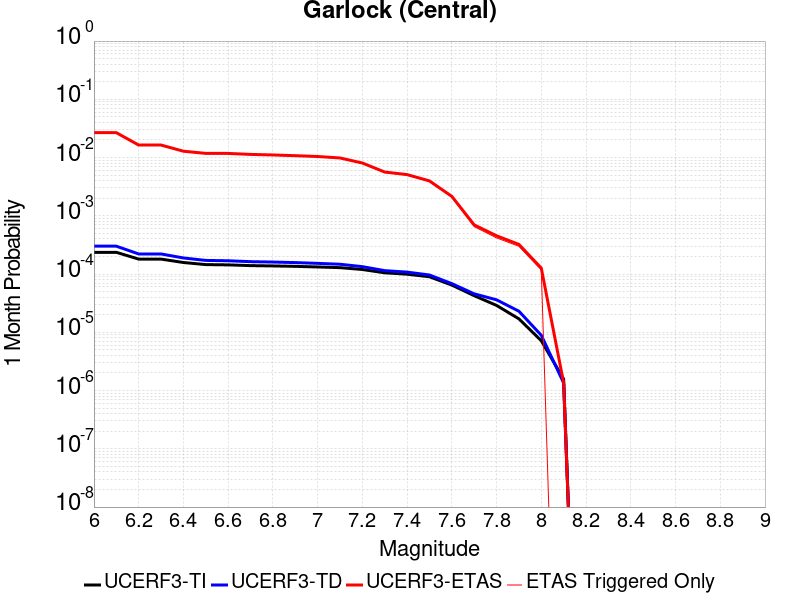 Garlock (Central)
10^0
10^-1
10^-2
10^-3
10^-4
10^-5
10^-6
10^-7
10^-8
1 Month Probability
6 6.2 6.4 6.6 6.8 7 7.2 7.4 7.6 7.8 8 8.2 8.4 8.6 8.8 9
Magnitude
UCERF3-TI UCERF3-TD UCERF3-ETAS ETAS Triggered Only